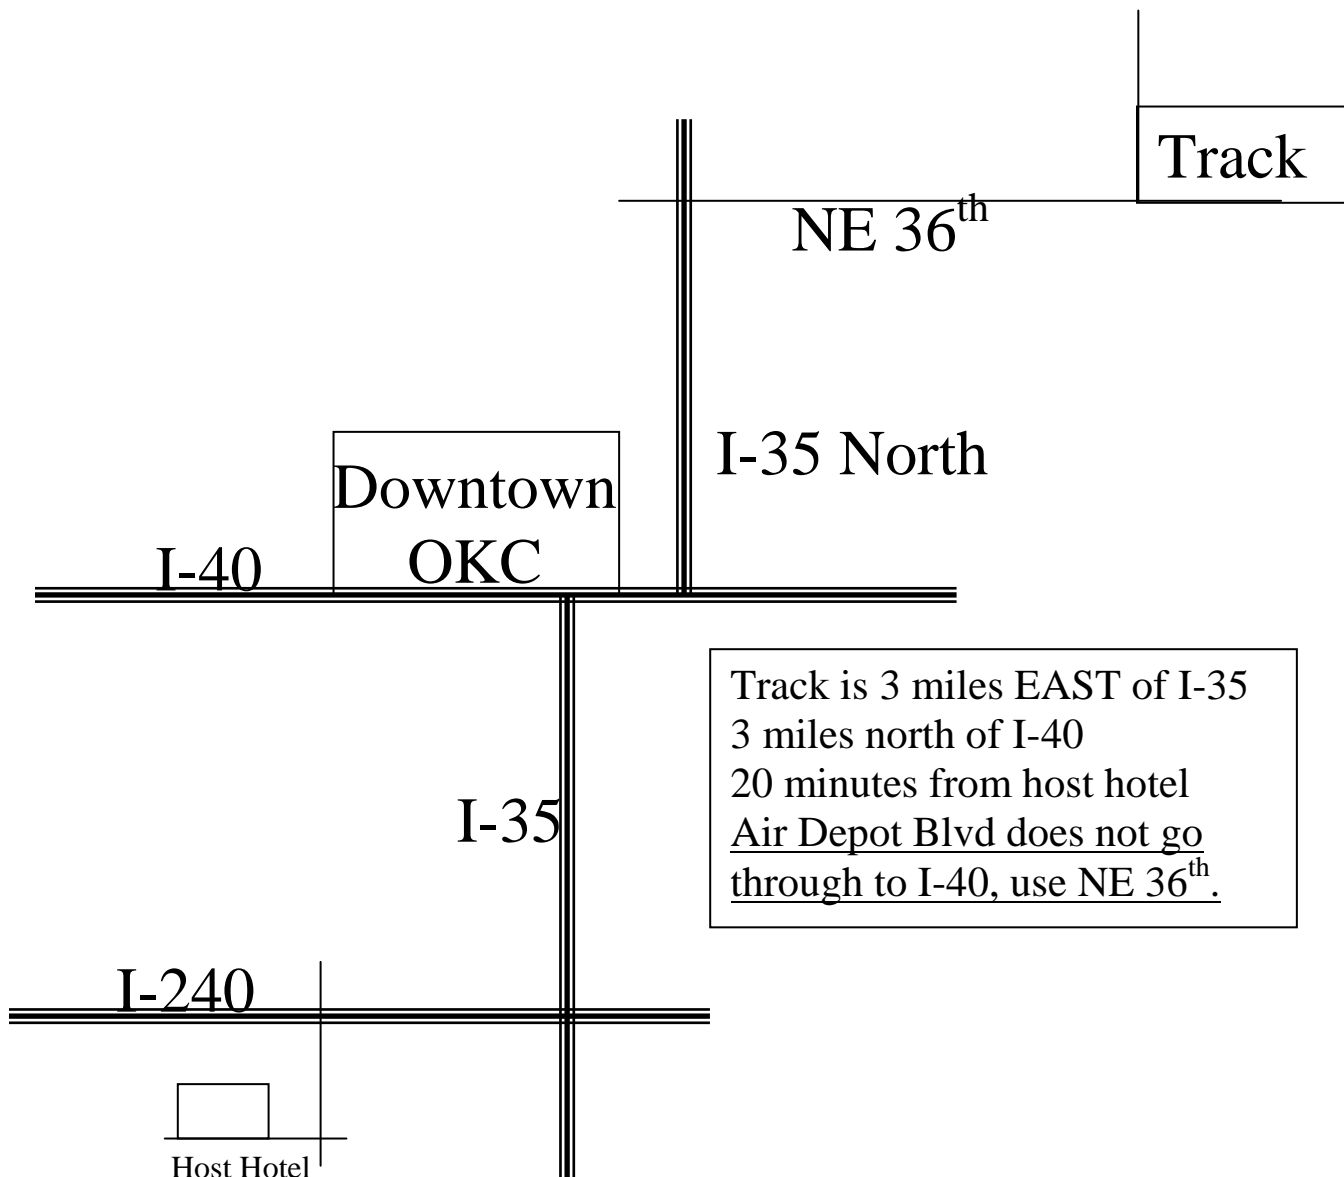 Track
NE 36th
I-35 North
Downtown
OKC
I-40
Track is 3 miles EAST of I-35
3 miles north of I-40
20 minutes from host hotel
Air Depot Blvd does not go
through to I-40, use NE 36th.
I-35
I-240
Host Hotel